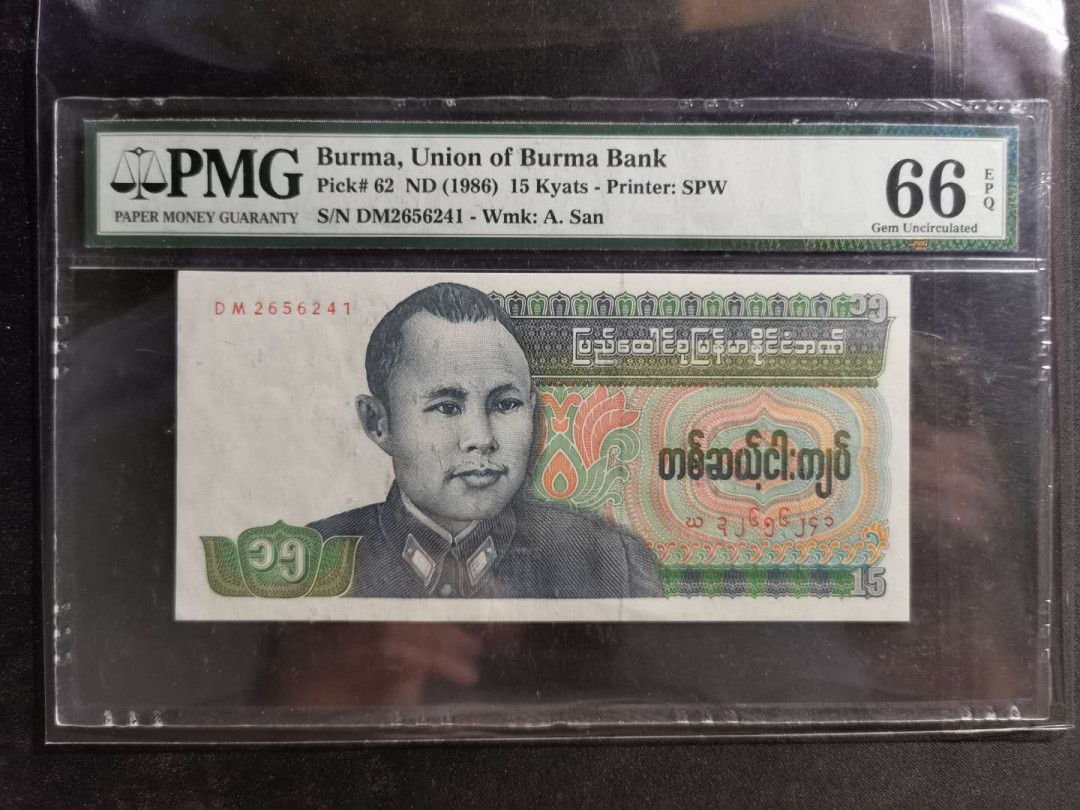 PMG
PAPER MONEY GUARANTY
Burma, Union of Burma Bank
Pick# 62 ND (1986) 15 Kyats - Printer: SPW
S/N DM2656241 - Wmk: A. San
66
EPQ
Gem Uncirculated
DM2656241
၁၅
ပြည်ထောင်စုမြန်မာနိုင်ငံဘဏ်
တစ်ဆယ့်ငါးကျပ်
၁၅
15